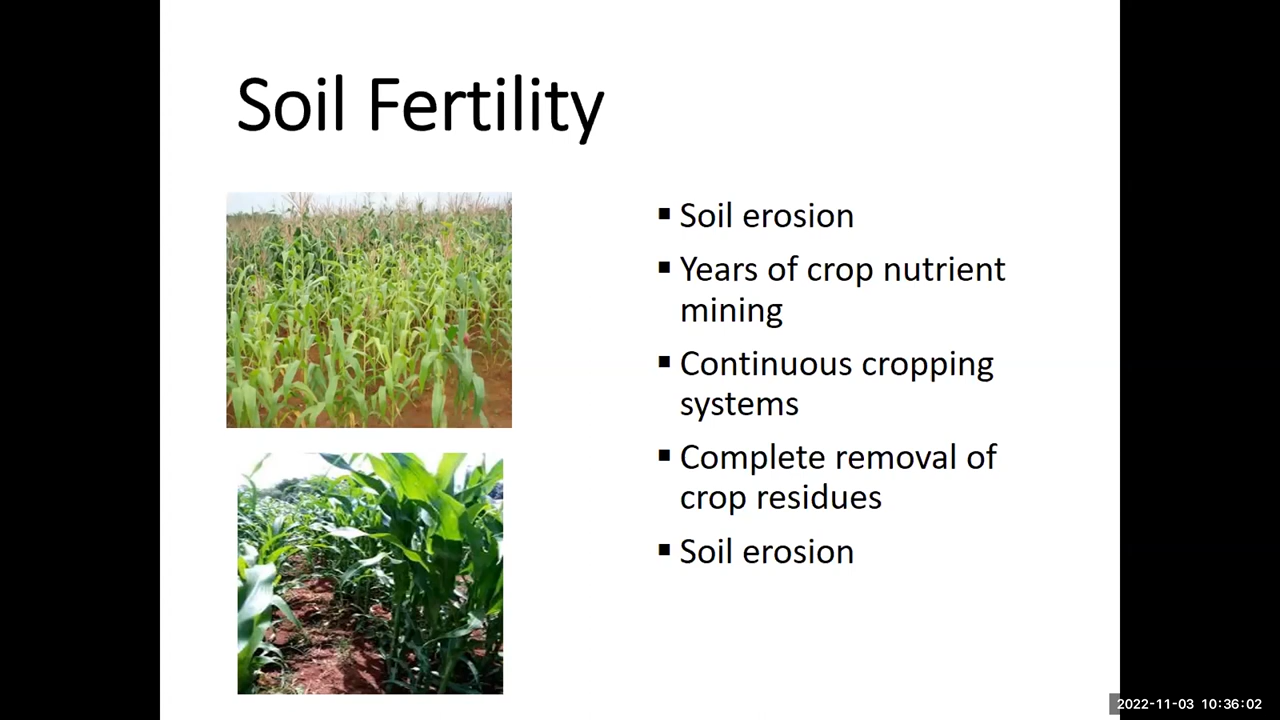 Soil Fertility
▪ Soil erosion
▪ Years of crop nutrient
mining
▪ Continuous cropping
systems
▪ Complete removal of
crop residues
▪ Soil erosion
2022-11-03 10:36:02